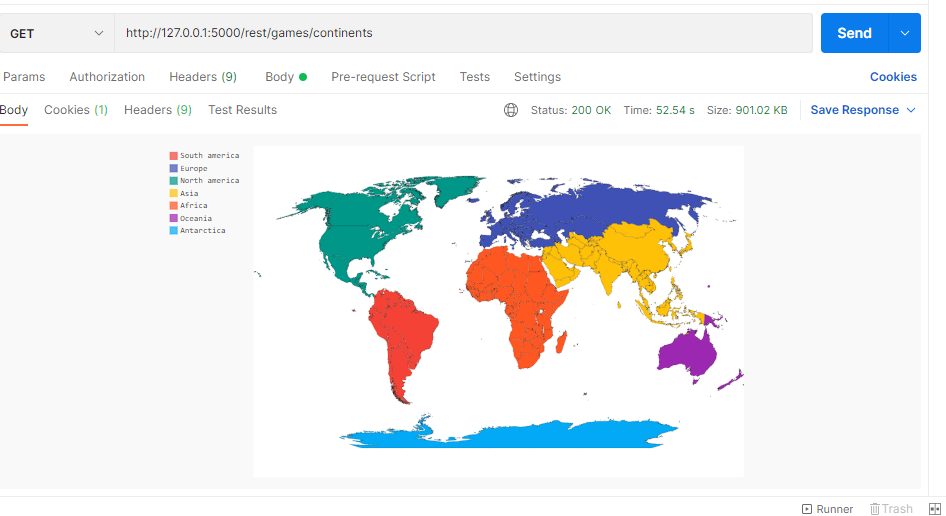 GET http://127.0.0.1:5000/rest/games/continents Send
Params Authorization Headers (9) Body Pre-request Script Tests Settings Cookies
Body Cookies (1) Headers (9) Test Results Status: 200 OK Time: 52.54 s Size: 901.02 KB Save Response
South america
Europe
North america
Asia
Africa
Oceania
Antarctica
Runner Trash